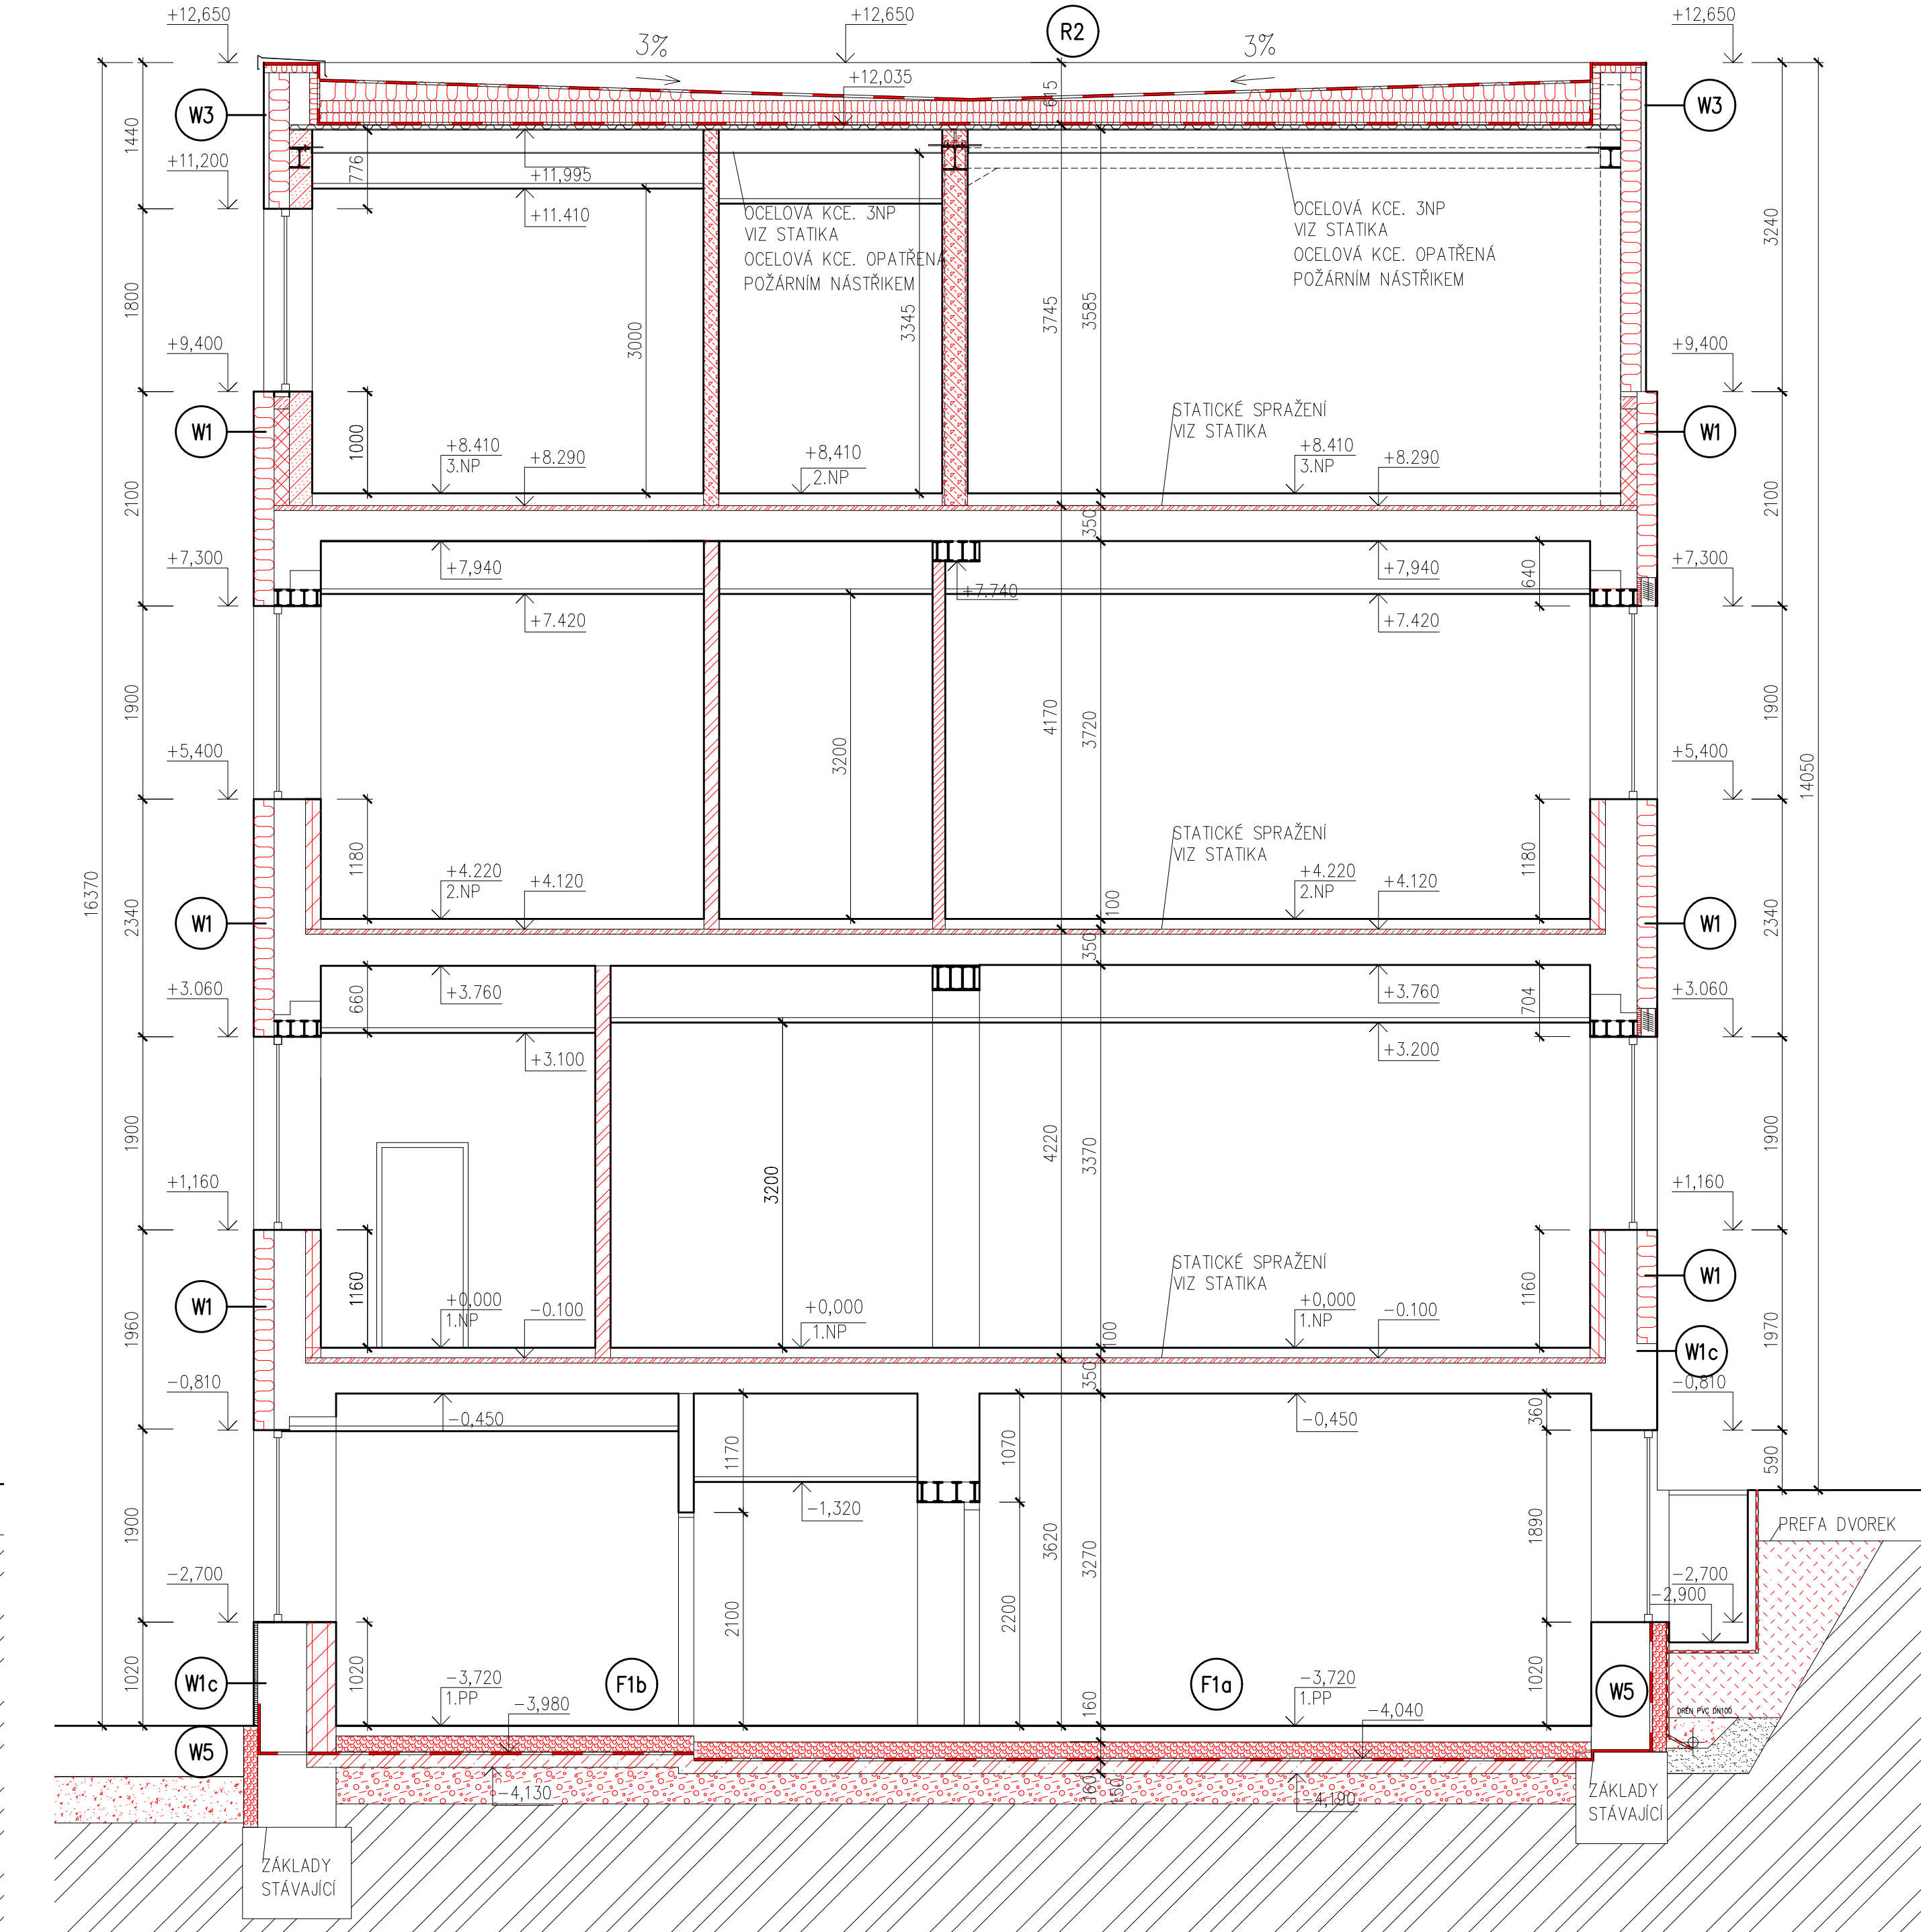 +12,650
+12,650
R2
+12,650
3%
3%
+12,035
615
W3
W3
1440
776
+11,200
+11,995
+11.410
OCELOVÁ KCE. 3NP
VIZ STATIKA
OCELOVÁ KCE. OPATŘENA
POŽÁRNÍM NÁSTŘIKEM
OCELOVÁ KCE. 3NP
VIZ STATIKA
OCELOVÁ KCE. OPATŘENÁ
POŽÁRNÍM NÁSTŘIKEM
3240
1800
3000
3345
3745
3585
+9,400
+9,400
W1
W1
1000
STATICKÉ SPRAŽENÍ
VIZ STATIKA
+8.410
3.NP
+8.290
+8,410
2.NP
+8.410
3.NP
+8.290
2100
2100
350
+7,300
+7,940
+7.740
+7,940
640
+7,300
+7.420
+7.420
1900
3200
4170
3720
1900
+5,400
+5,400
14050
16370
1180
STATICKÉ SPRAŽENÍ
VIZ STATIKA
1180
+4.220
2.NP
+4.120
+4.220
2.NP
+4.120
100
2340
W1
W1
2340
350
+3.060
660
+3.760
+3.760
704
+3.060
+3.100
+3.200
1900
3200
4220
3370
1900
+1,160
+1,160
W1
W1
1160
STATICKÉ SPRAŽENÍ
VIZ STATIKA
1160
+0,000
1.NP
-0.100
+0,000
1.NP
+0,000
1.NP
-0.100
100
1960
1970
W1c
350
-0,810
-0,810
-0,450
-0,450
360
1170
1070
590
-1,320
1900
3620
3270
1890
PREFA DVOREK
-2,700
-2,700
-2,900
2100
2200
1020
W1c
1020
-3,720
1.PP
F1b
F1a
-3,720
1.PP
1020
W5
-3,980
160
-4,040
DREN PVC DN100
W5
-4,130
160
150
-4,190
ZÁKLADY
STÁVAJÍCÍ
ZÁKLADY
STÁVAJÍCÍ